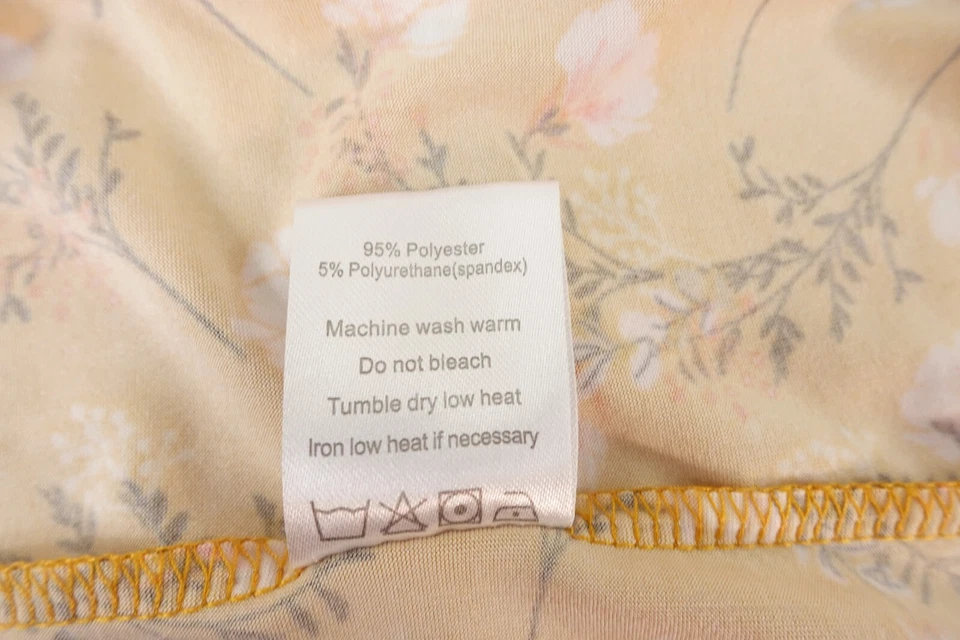 95% Polyester
5% Polyurethane(spandex)
Machine wash warm
Do not bleach
Tumble dry low heat
Iron low heat if necessary